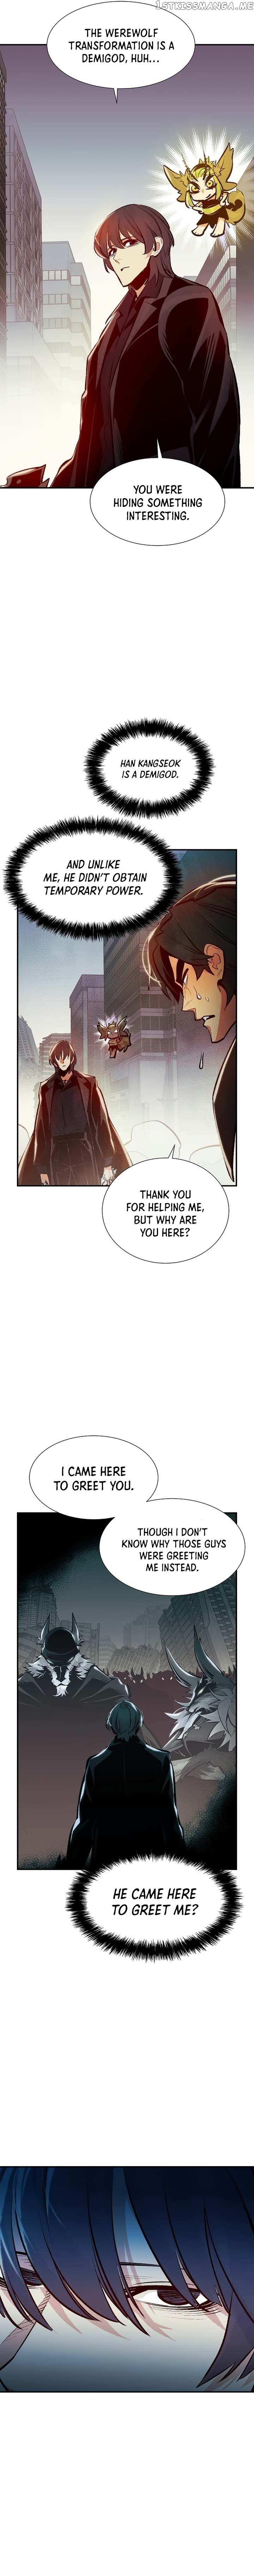 1STKISSMANGA.ME
THE WEREWOLF
TRANSFORMATION IS A
DEMIGOD, HUH...
YOU WERE
HIDING SOMETHING
INTERESTING.
HAN KANGSEOK
IS A DEMIGOD.
AND UNLIKE
ME, HE DIDN'T OBTAIN
TEMPORARY POWER.
THANK YOU
FOR HELPING ME,
BUT WHY ARE
YOU HERE?
I CAME HERE
TO GREET YOU.
THOUGH I DON'T
KNOW WHY THOSE GUYS
WERE GREETING
ME INSTEAD.
HE CAME HERE
TO GREET ME?